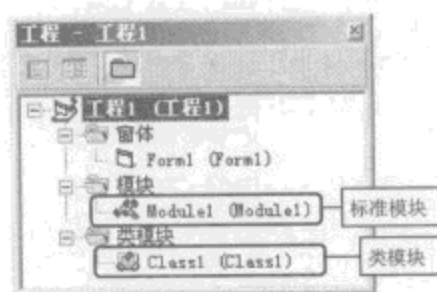 工程 - 工程1
工程1 (工程1)
窗体
Form1 (Form1)
模块
Module1 (Module1)
标准模块
类模块
Class1 (Class1)
类模块